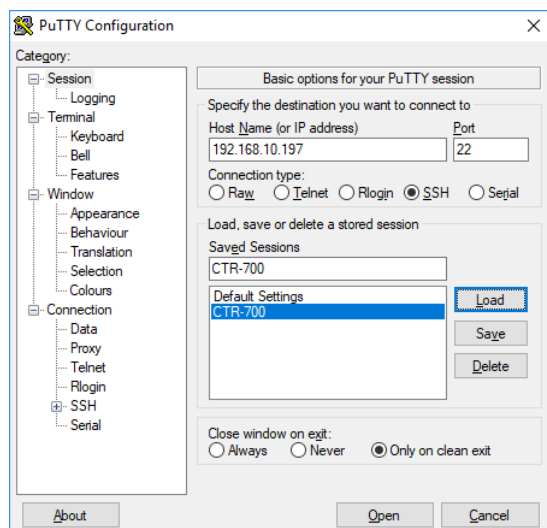 PuTTY Configuration
Category:
Session
Logging
Terminal
Keyboard
Bell
Features
Window
Appearance
Behaviour
Translation
Selection
Colours
Connection
Data
Proxy
Telnet
Rlogin
SSH
Serial
Basic options for your PuTTY session
Specify the destination you want to connect to
Host Name (or IP address) Port
192.168.10.197 22
Connection type:
Raw Telnet Rlogin SSH Serial
Load, save or delete a stored session
Saved Sessions
CTR-700
Default Settings
CTR-700
Load
Save
Delete
Close window on exit:
Always Never Only on clean exit
About Open Cancel